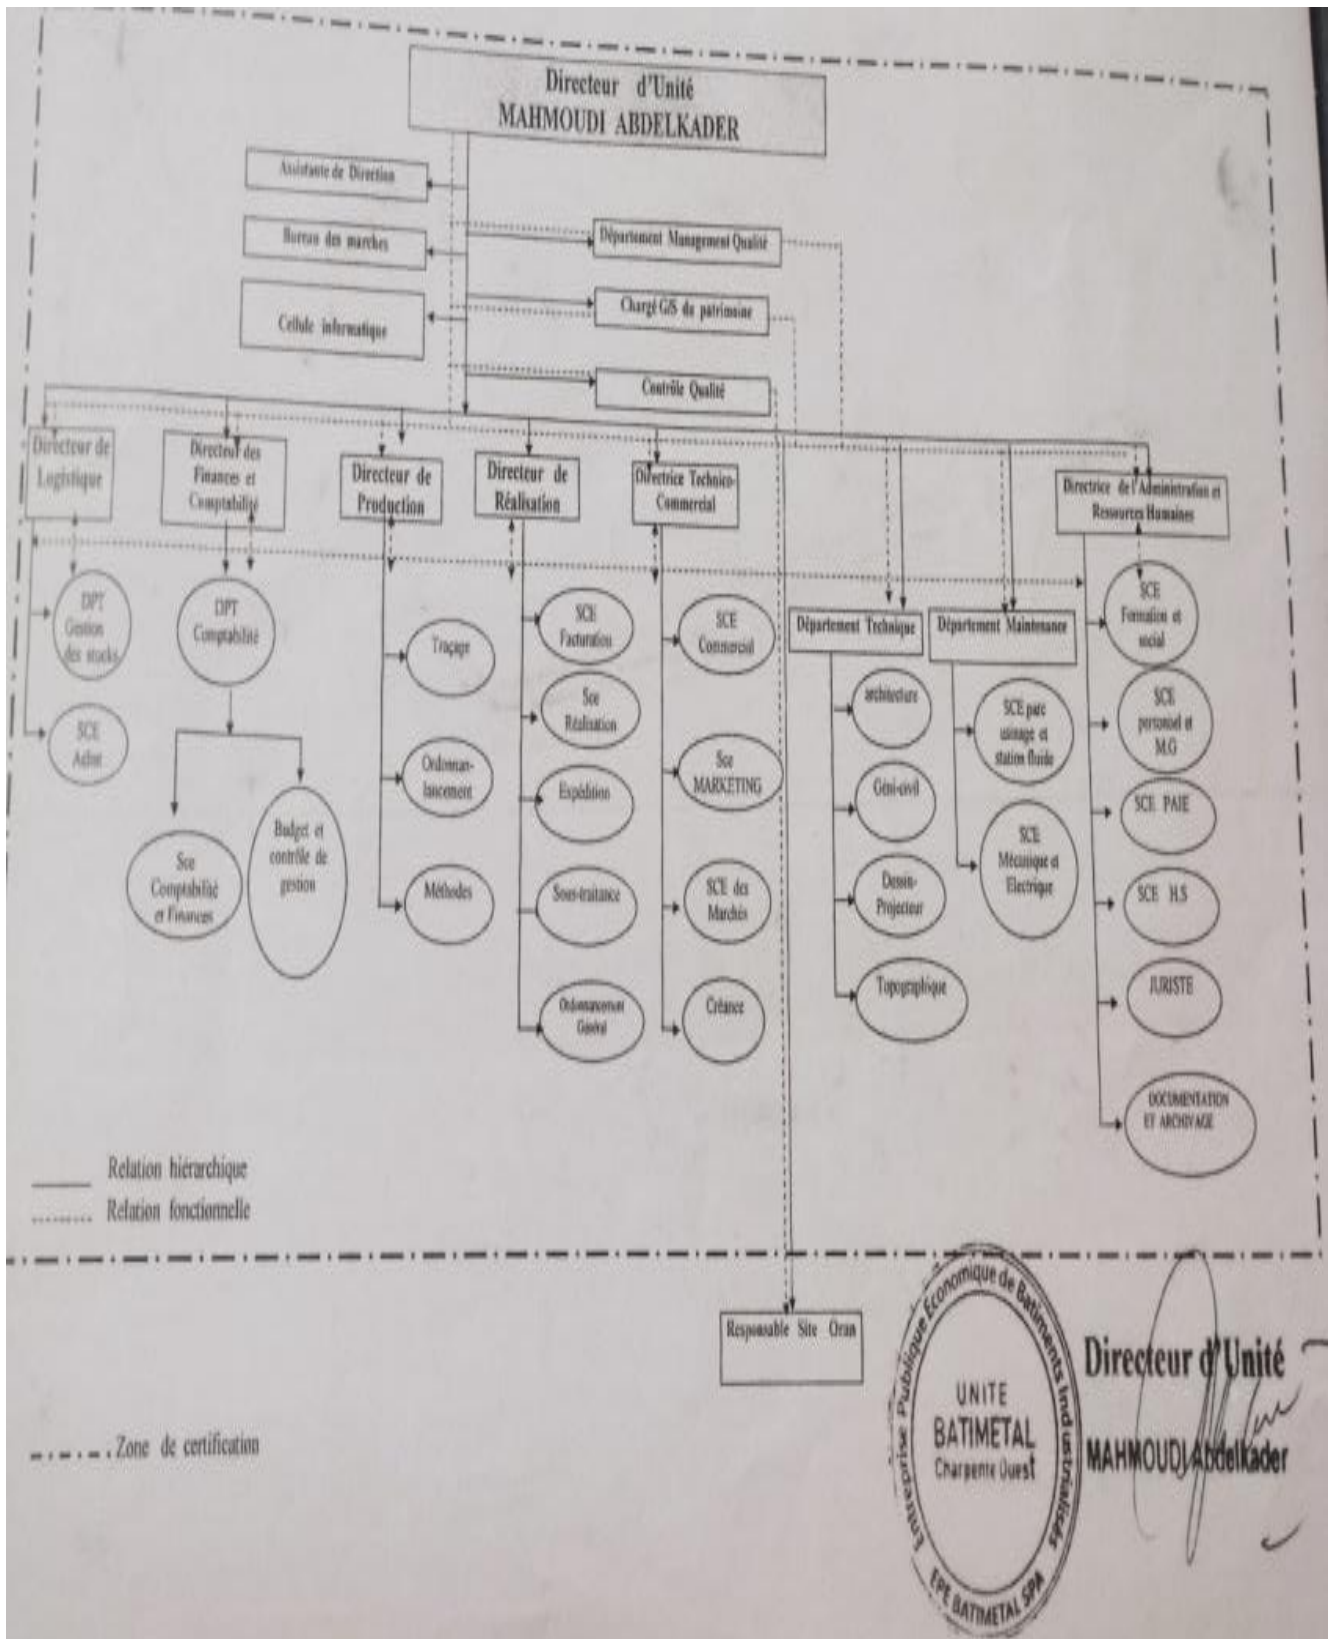 Directeur d'Unité
MAHMOUDI ABDELKADER
Assistante de Direction
Bureau des marches
Département Management Qualité
Cellule informatique
Chargé G/S du patrimoine
Contrôle Qualité
Directeur de
Logistique
Directeur des
Finances et
Comptabilité
Directeur de
Production
Directeur de
Réalisation
Directrice Technico-
Commercial
Directrice de l'Administration et
Ressources Humaines
Département Technique
Département Maintenance
DPT
Gestion
des stocks
SCE
Achat
DPT
Comptabilité
Sce
Comptabilité
et Finances
Budget et
contrôle de
gestion
Traçage
Ordonnan-
lancement
Méthodes
SCE
Facturation
Sce
Réalisation
Expédition
Sous-traitance
Ordonnancement
Général
SCE
Commercial
Sce
MARKETING
SCE des
Marchés
Créance
architecture
Géni-civil
Dessin-
Projecteur
Topographique
SCE parc
usinage et
station fluide
SCE
Mécanique et
Electrique
SCE
Formation et
social
SCE
personnel et
M.G
SCE PAIE
SCE H.S
JURISTE
DOCUMENTATION
ET ARCHIVAGE
Relation hiérarchique
Relation fonctionnelle
Responsable Site Oran
Zone de certification
Entreprise Publique Économique de Batiments Industrialisés
UNITE
BATIMETAL
Charpente Ouest
EPE BATIMETAL SPA
Directeur d'Unité
MAHMOUDI Abdelkader